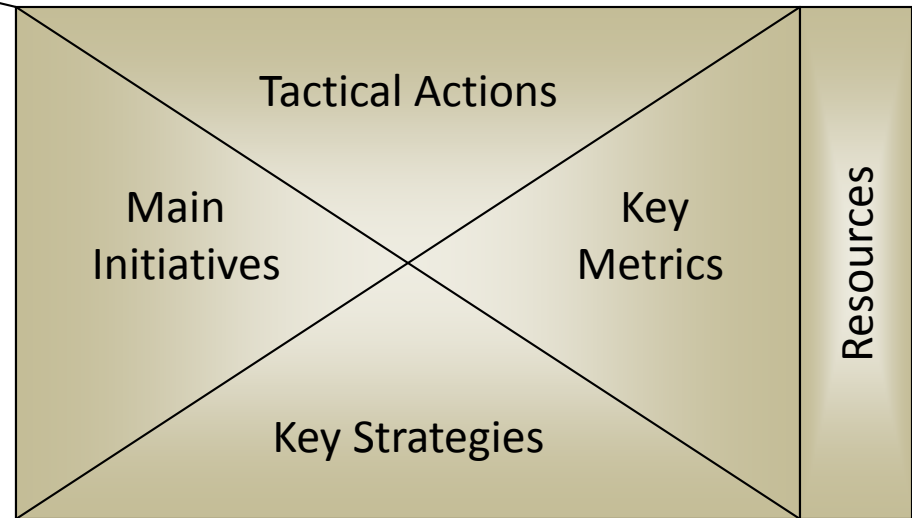 Tactical Actions
Main
Initiatives
Key
Metrics
Resources
Key Strategies